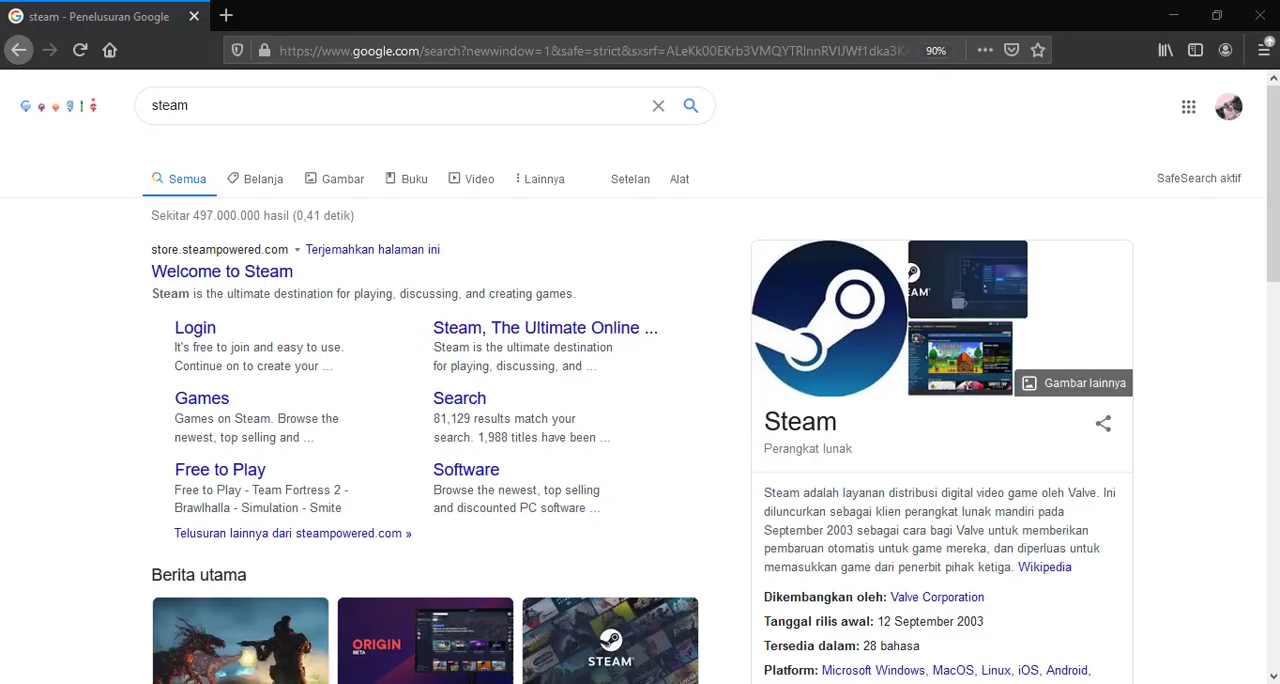 steam - Penelusuran Google
https://www.google.com/search?newwindow=1&safe=strict&sxsrf=ALeKk00EKrb3VMQYTRlnnRVIJWf1dka3K
90%
Google
steam
Semua
Belanja
Gambar
Buku
Video
Lainnya
Setelan
Alat
SafeSearch aktif
Sekitar 497.000.000 hasil (0,41 detik)
store.steampowered.com Terjemahkan halaman ini
Welcome to Steam
Steam is the ultimate destination for playing, discussing, and creating games.
Login
It's free to join and easy to use.
Continue on to create your ...
Steam, The Ultimate Online ...
Steam is the ultimate destination
for playing, discussing, and ...
Games
Games on Steam. Browse the
newest, top selling and ...
Search
81,129 results match your
search. 1,988 titles have been ...
Free to Play
Free to Play - Team Fortress 2 -
Brawlhalla - Simulation - Smite
Software
Browse the newest, top selling
and discounted PC software ...
Telusuran lainnya dari steampowered.com »
Berita utama
ORIGIN
BETA
STEAM
Gambar lainnya
Steam
Perangkat lunak
Steam adalah layanan distribusi digital video game oleh Valve. Ini
diluncurkan sebagai klien perangkat lunak mandiri pada
September 2003 sebagai cara bagi Valve untuk memberikan
pembaruan otomatis untuk game mereka, dan diperluas untuk
memasukkan game dari penerbit pihak ketiga. Wikipedia
Dikembangkan oleh: Valve Corporation
Tanggal rilis awal: 12 September 2003
Tersedia dalam: 28 bahasa
Platform: Microsoft Windows, MacOS, Linux, iOS, Android,